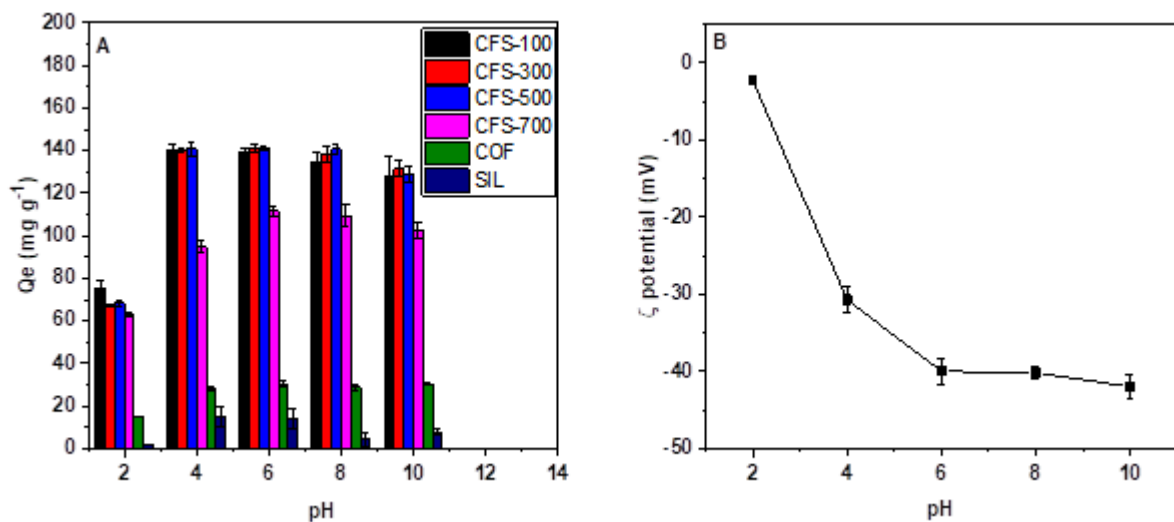 A
200
180
160
140
120
100
80
60
40
20
0
Qe (mg g⁻¹)
2 4 6 8 10 12 14
pH
CFS-100
CFS-300
CFS-500
CFS-700
COF
SIL
B
0
-10
-20
-30
-40
-50
ζ potential (mV)
2 4 6 8 10
pH